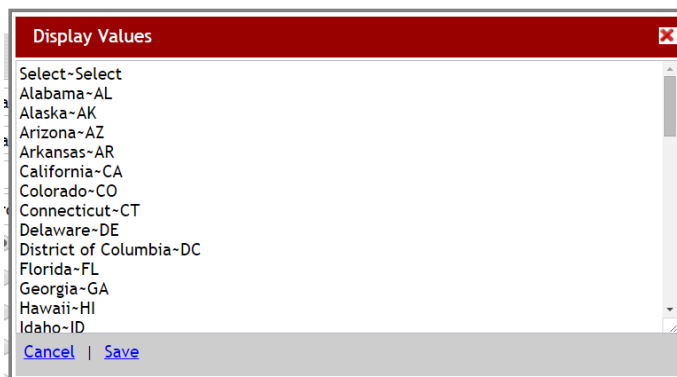 Display Values
Select~Select
Alabama~AL
Alaska~AK
Arizona~AZ
Arkansas~AR
California~CA
Colorado~CO
Connecticut~CT
Delaware~DE
District of Columbia~DC
Florida~FL
Georgia~GA
Hawaii~HI
Idaho~ID
Cancel | Save